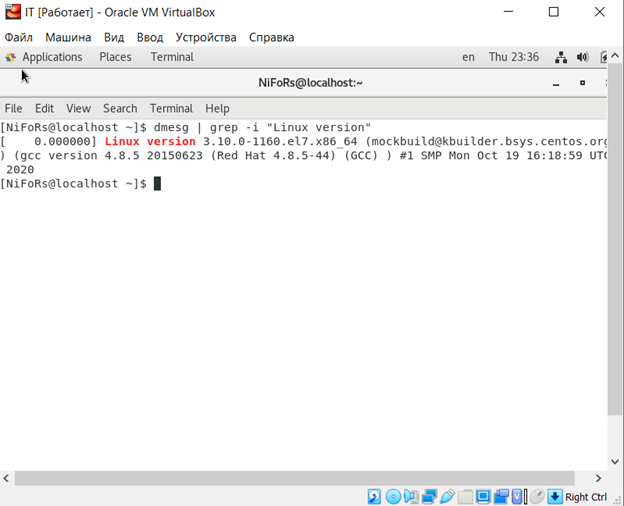 IT [Работает] - Oracle VM VirtualBox
Файл Машина Вид Ввод Устройства Справка
Applications Places Terminal en Thu 23:36
NiFoRs@localhost:~
File Edit View Search Terminal Help
[NiFoRs@localhost ~]$ dmesg | grep -i "Linux version"
[    0.000000] Linux version 3.10.0-1160.el7.x86_64 (mockbuild@kbuilder.bsys.centos.org
) (gcc version 4.8.5 20150623 (Red Hat 4.8.5-44) (GCC) ) #1 SMP Mon Oct 19 16:18:59 UTC
 2020
[NiFoRs@localhost ~]$
Right Ctrl